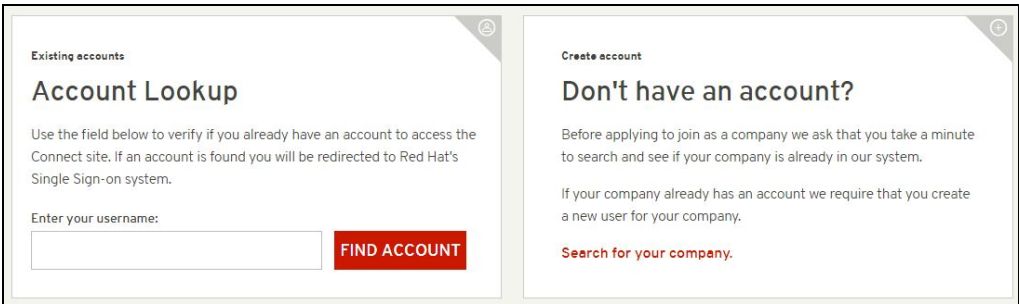 Existing accounts
Account Lookup
Use the field below to verify if you already have an account to access the
Connect site. If an account is found you will be redirected to Red Hat's
Single Sign-on system.
Enter your username:
FIND ACCOUNT
Create account
Don't have an account?
Before applying to join as a company we ask that you take a minute
to search and see if your company is already in our system.
If your company already has an account we require that you create
a new user for your company.
Search for your company.